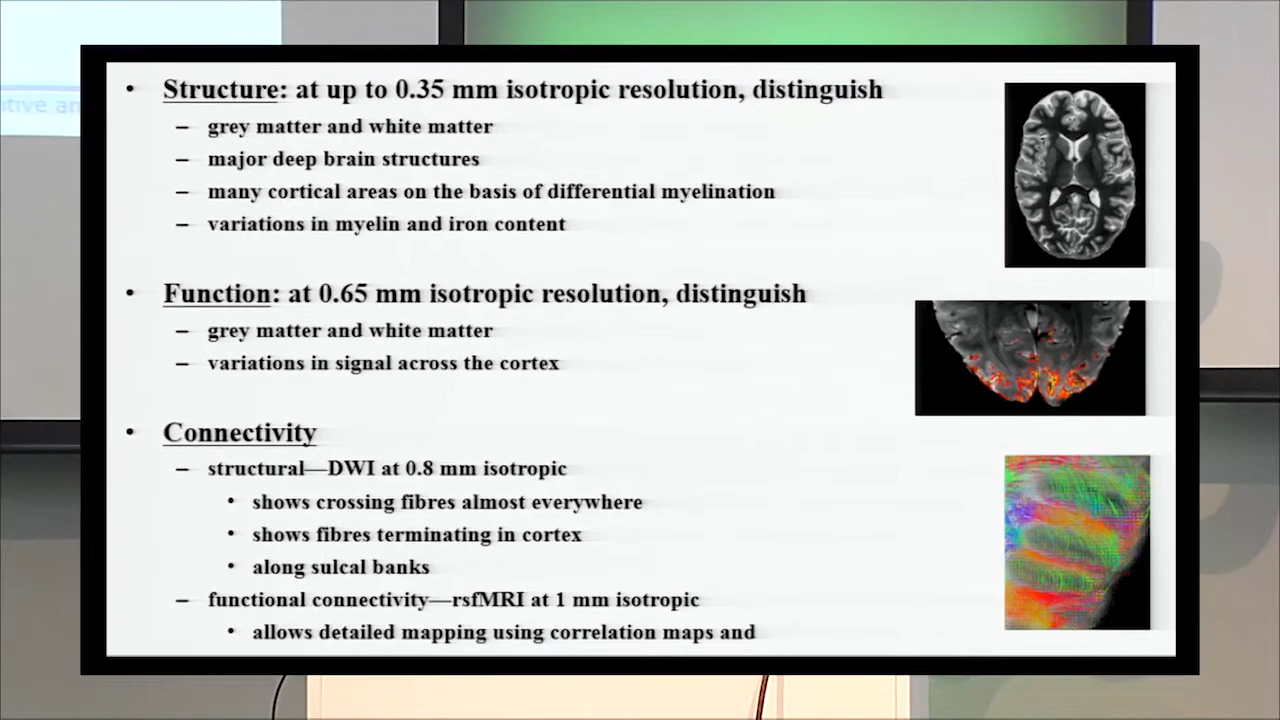 • Structure: at up to 0.35 mm isotropic resolution, distinguish
– grey matter and white matter
– major deep brain structures
– many cortical areas on the basis of differential myelination
– variations in myelin and iron content
• Function: at 0.65 mm isotropic resolution, distinguish
– grey matter and white matter
– variations in signal across the cortex
• Connectivity
– structural—DWI at 0.8 mm isotropic
• shows crossing fibres almost everywhere
• shows fibres terminating in cortex
• along sulcal banks
– functional connectivity—rsfMRI at 1 mm isotropic
• allows detailed mapping using correlation maps and